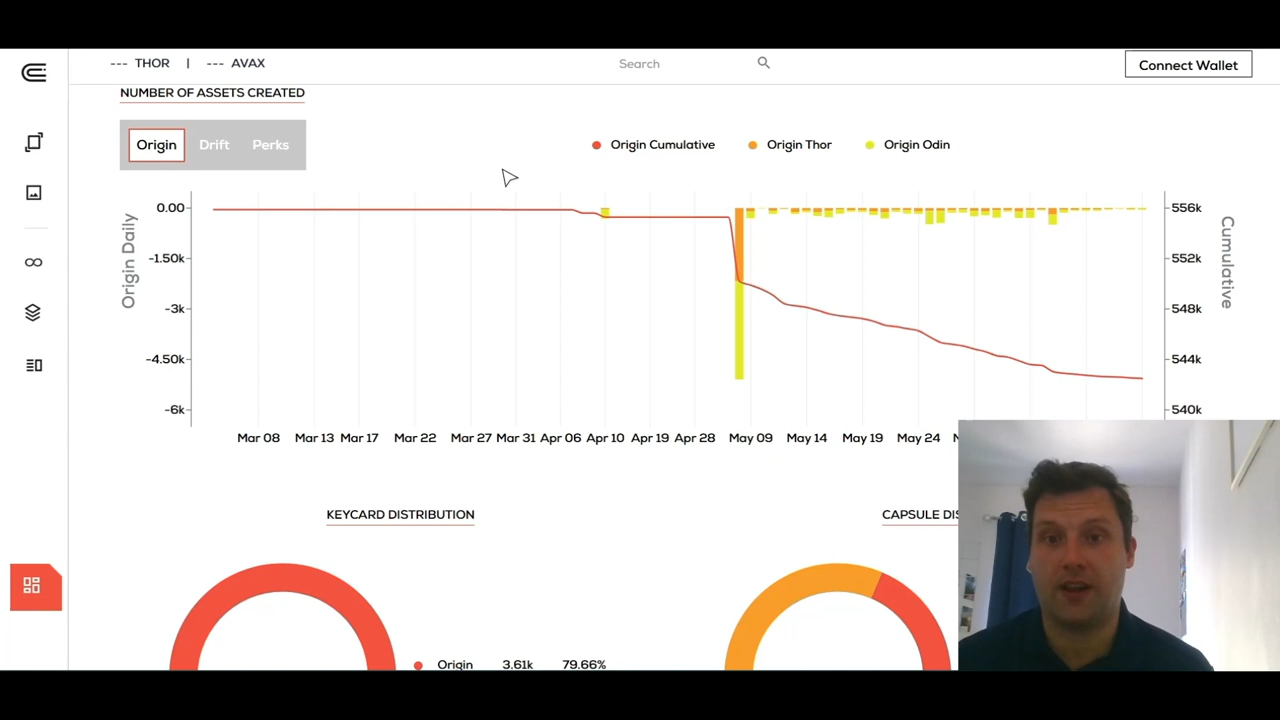 --- THOR | --- AVAX
Search
Connect Wallet
NUMBER OF ASSETS CREATED
Origin Drift Perks
Origin Cumulative Origin Thor Origin Odin
Origin Daily
0.00
-1.50k
-3k
-4.50k
-6k
556k
552k
548k
544k
540k
Cumulative
Mar 08 Mar 13 Mar 17 Mar 22 Mar 27 Mar 31 Apr 06 Apr 10 Apr 19 Apr 28 May 09 May 14 May 19 May 24
KEYCARD DISTRIBUTION
CAPSULE DIS
Origin 3.61k 79.66%